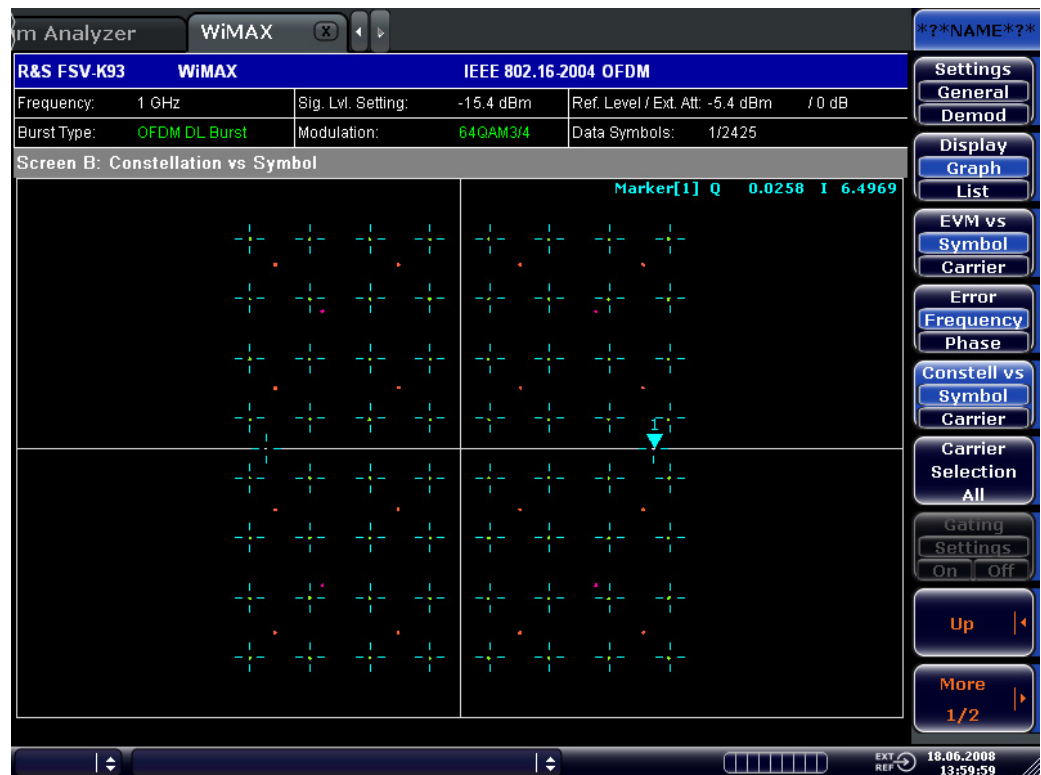 m Analyzer WiMAX X
*?*NAME*?*
R&S FSV-K93 WiMAX IEEE 802.16-2004 OFDM
Frequency: 1 GHz Sig. Lvl. Setting: -15.4 dBm Ref. Level / Ext. Att: -5.4 dBm / 0 dB
Burst Type: OFDM DL Burst Modulation: 64QAM3/4 Data Symbols: 1/2425
Screen B: Constellation vs Symbol
Marker[1] Q 0.0258 I 6.4969
1
Settings
General
Demod
Display
Graph
List
EVM vs
Symbol
Carrier
Error
Frequency
Phase
Constell vs
Symbol
Carrier
Carrier
Selection
All
Gating
Settings
On Off
Up
More
1/2
EXT REF 18.06.2008
13:59:59